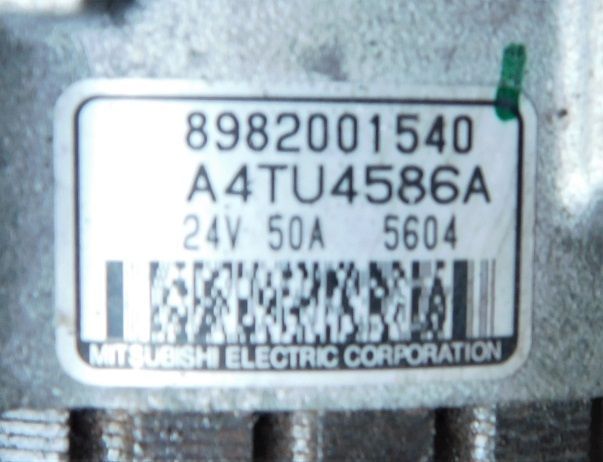 8982001540
A4TU4586A
24V 50A 5604
MITSUBISHI ELECTRIC CORPORATION